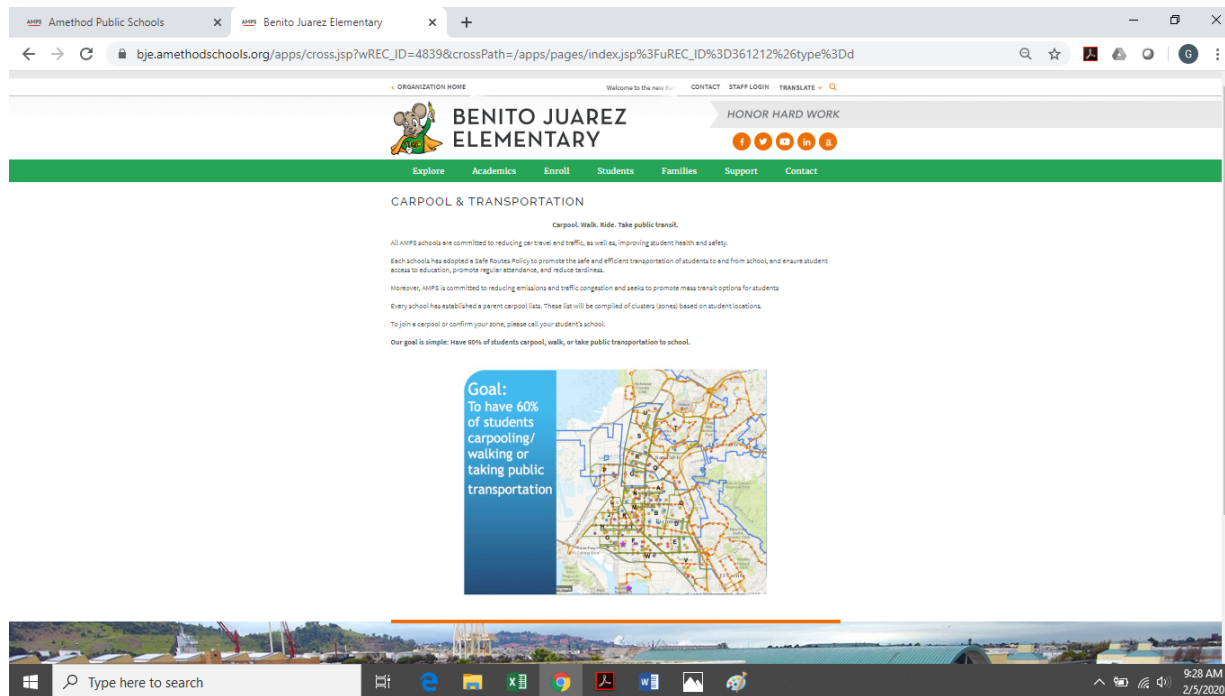 AMPS Amethod Public Schools
AMPS Benito Juarez Elementary
bje.amethodschools.org/apps/cross.jsp?wREC_ID=4839&crossPath=/apps/pages/index.jsp%3FuREC_ID%3D361212%26type%3Dd
G
‹ ORGANIZATION HOME
Welcome to the new
CONTACT STAFF LOGIN TRANSLATE
BENITO JUAREZ
ELEMENTARY
HONOR HARD WORK
Explore Academics Enroll Students Families Support Contact
CARPOOL & TRANSPORTATION
Carpool. Walk. Ride. Take public transit.
All AMPS schools are committed to reducing car travel and traffic, as well as, improving student health and safety.
Each schools has adopted a Safe Routes Policy to promote the safe and efficient transportation of students to and from school, and ensure student
access to education, promote regular attendance, and reduce tardiness.
Moreover, AMPS is committed to reducing emissions and traffic congestion and seeks to promote mass transit options for students
Every school has established a parent carpool lists. These list will be compiled of clusters (zones) based on student locations.
To join a carpool or confirm your zone, please call your student's school.
Our goal is simple: Have 60% of students carpool, walk, or take public transportation to school.
Goal:
To have 60%
of students
carpooling/
walking or
taking public
transportation
Type here to search
9:28 AM
2/5/2020